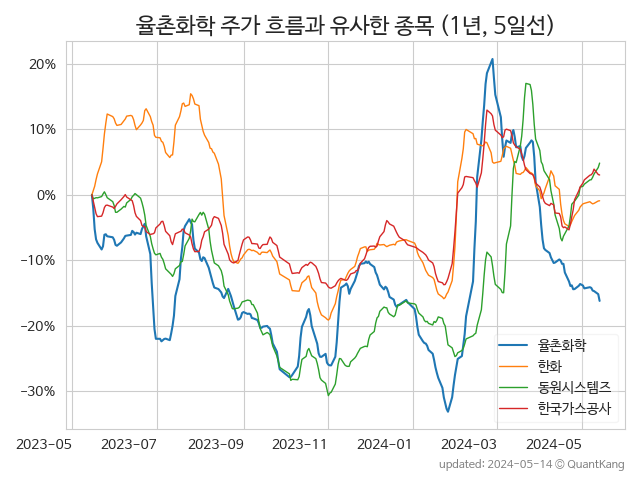 율촌화학 주가 흐름과 유사한 종목 (1년, 5일선)
20%
10%
0%
−10%
−20%
−30%
율촌화학
한화
동원시스템즈
한국가스공사
2023-05 2023-07 2023-09 2023-11 2024-01 2024-03 2024-05
updated: 2024-05-14 © QuantKang